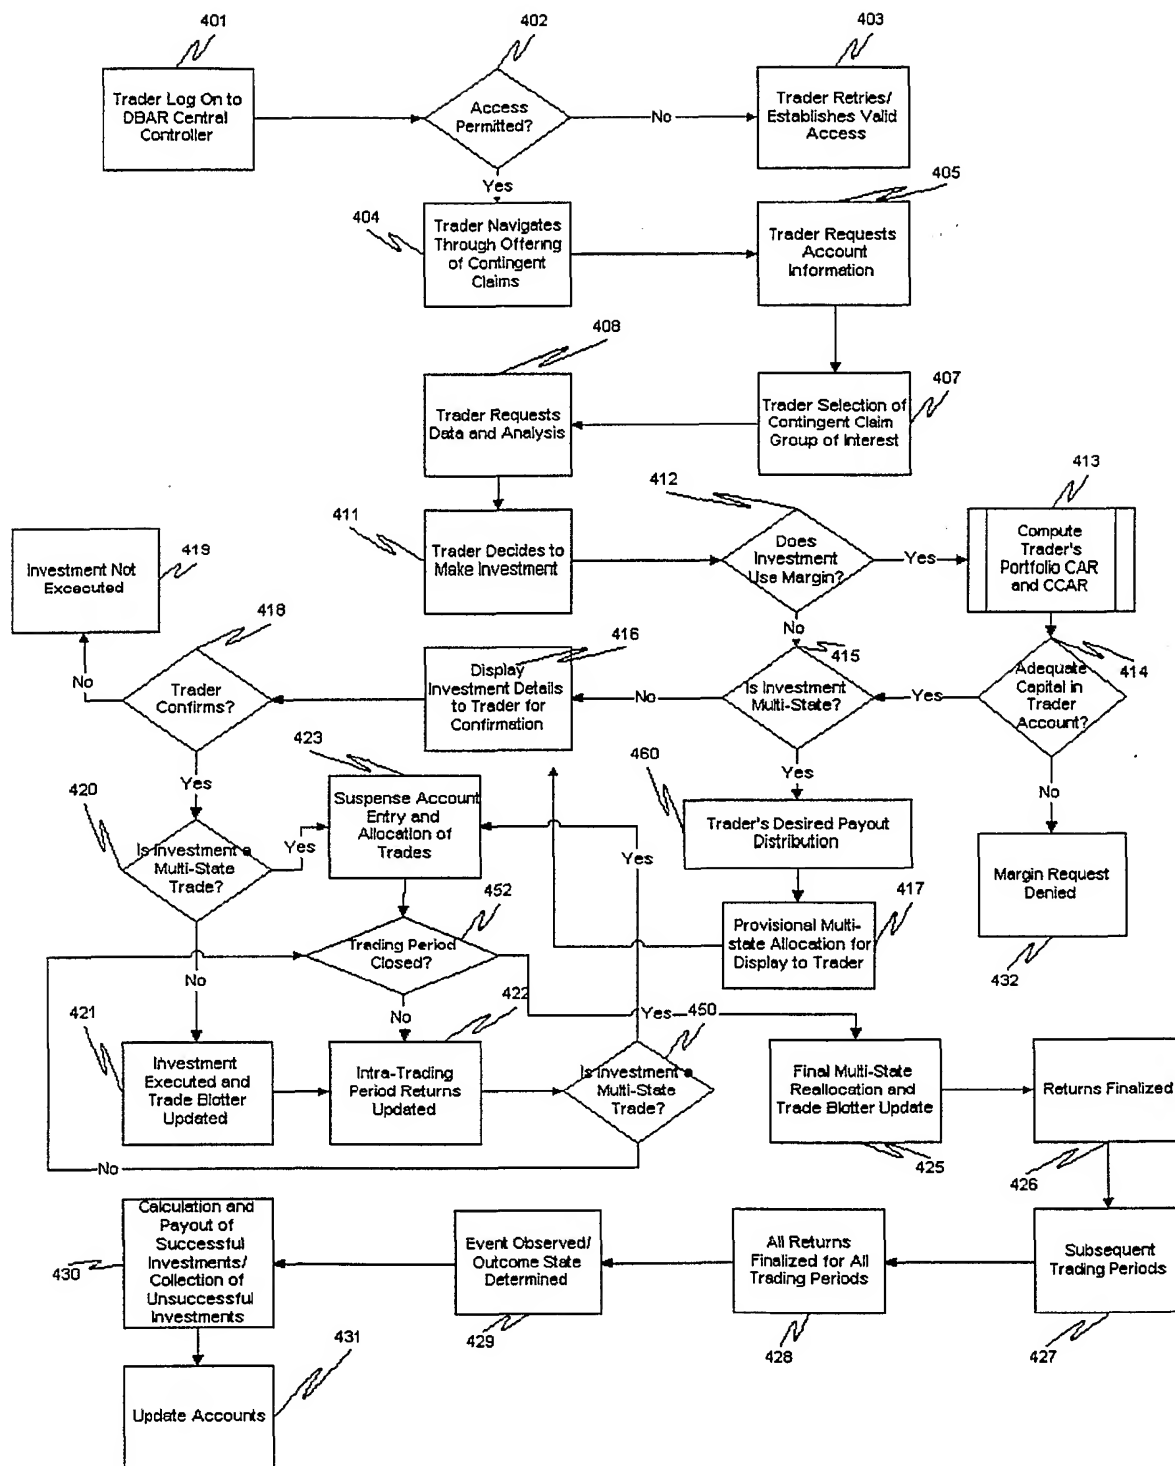 401
402
403
Trader Log On to
DBAR Central
Controller
Access
Permitted?
No
Trader Retries/
Establishes Valid
Access
Yes
404
405
Trader Navigates
Through Offering
of Contingent
Claims
Trader Requests
Account
Information
408
407
Trader Requests
Data and Analysis
Trader Selection of
Contingent Claim
Group of Interest
412
413
411
Trader Decides to
Make Investment
Does
Investment
Use Margin?
Yes
Compute
Trader's
Portfolio CAR
and CCAR
419
Investment Not
Excecuted
No
418
416
415
414
No
Trader
Confirms?
Display
Investment Details
to Trader for
Confirmation
No
Is Investment
Multi-State?
Yes
Adequate
Capital in
Trader
Account?
423
Yes
Yes
460
No
420
Suspense Account
Entry and
Allocation of
Trades
Is Investment a
Multi-State
Trade?
Yes
Yes
Trader's Desired Payout
Distribution
Margin Request
Denied
432
452
417
Trading Period
Closed?
Provisional Multi-
state Allocation for
Display to Trader
No
No
422
450
Yes
421
Investment
Executed and
Trade Blotter
Updated
Intra-Trading
Period Returns
Updated
Is Investment a
Multi-State
Trade?
Final Multi-State
Reallocation and
Trade Blotter Update
Returns Finalized
No
425
426
Calculation and
Payout of
Successful
Investments/
Collection of
Unsuccessful
Investments
430
Event Observed/
Outcome State
Determined
All Returns
Finalized for All
Trading Periods
Subsequent
Trading Periods
429
428
427
431
Update Accounts